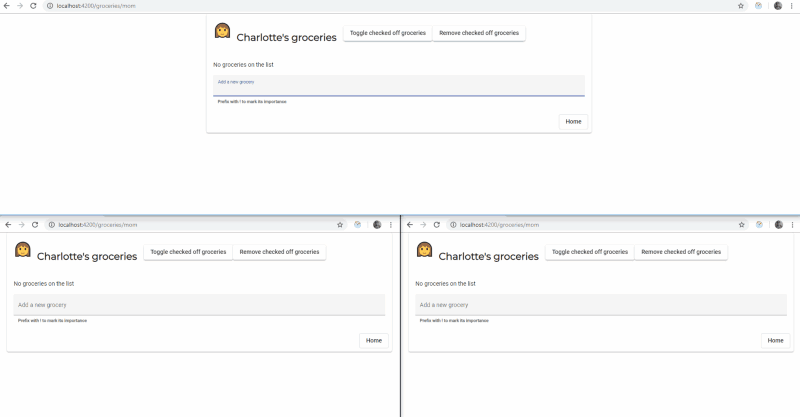 localhost:4200/groceries/mom
Charlotte's groceries
Toggle checked off groceries
Remove checked off groceries
No groceries on the list
Add a new grocery
Prefix with ! to mark its importance
Home
localhost:4200/groceries/mom
Charlotte's groceries
Toggle checked off groceries
Remove checked off groceries
No groceries on the list
Add a new grocery
Prefix with ! to mark its importance
Home
localhost:4200/groceries/mom
Charlotte's groceries
Toggle checked off groceries
Remove checked off groceries
No groceries on the list
Add a new grocery
Prefix with ! to mark its importance
Home